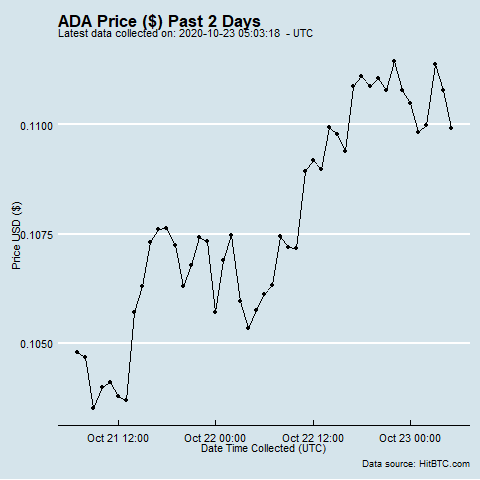 ADA Price ($) Past 2 Days
Latest data collected on: 2020-10-23 05:03:18 - UTC
Price USD ($)
0.1100
0.1075
0.1050
Oct 21 12:00 Oct 22 00:00 Oct 22 12:00 Oct 23 00:00
Date Time Collected (UTC)
Data source: HitBTC.com